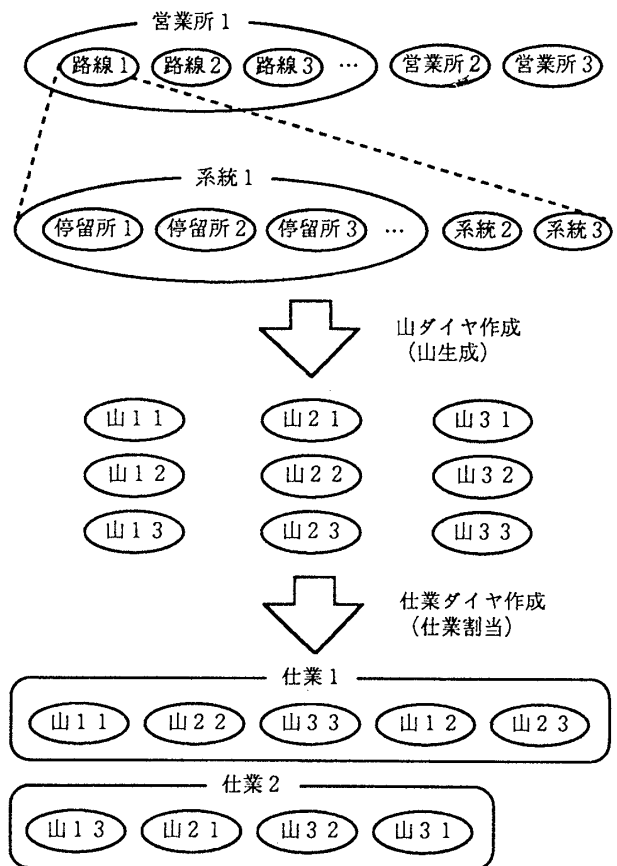 営業所1
路線1 路線2 路線3 … 営業所2 営業所3
系統1
停留所1 停留所2 停留所3 … 系統2 系統3
山ダイヤ作成
(山生成)
山11 山21 山31
山12 山22 山32
山13 山23 山33
仕業ダイヤ作成
(仕業割当)
仕業1
山11 山22 山33 山12 山23
仕業2
山13 山21 山32 山31